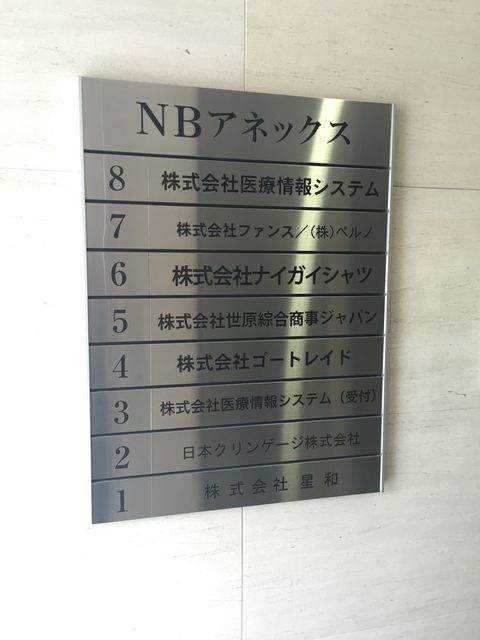 NBアネックス
8 株式会社医療情報システム
7 株式会社ファンス／(株)ベルノ
6 株式会社ナイガイシャツ
5 株式会社世原綜合商事ジャパン
4 株式会社ゴートレイド
3 株式会社医療情報システム（受付）
2 日本クリンゲージ株式会社
1 株式会社 星和